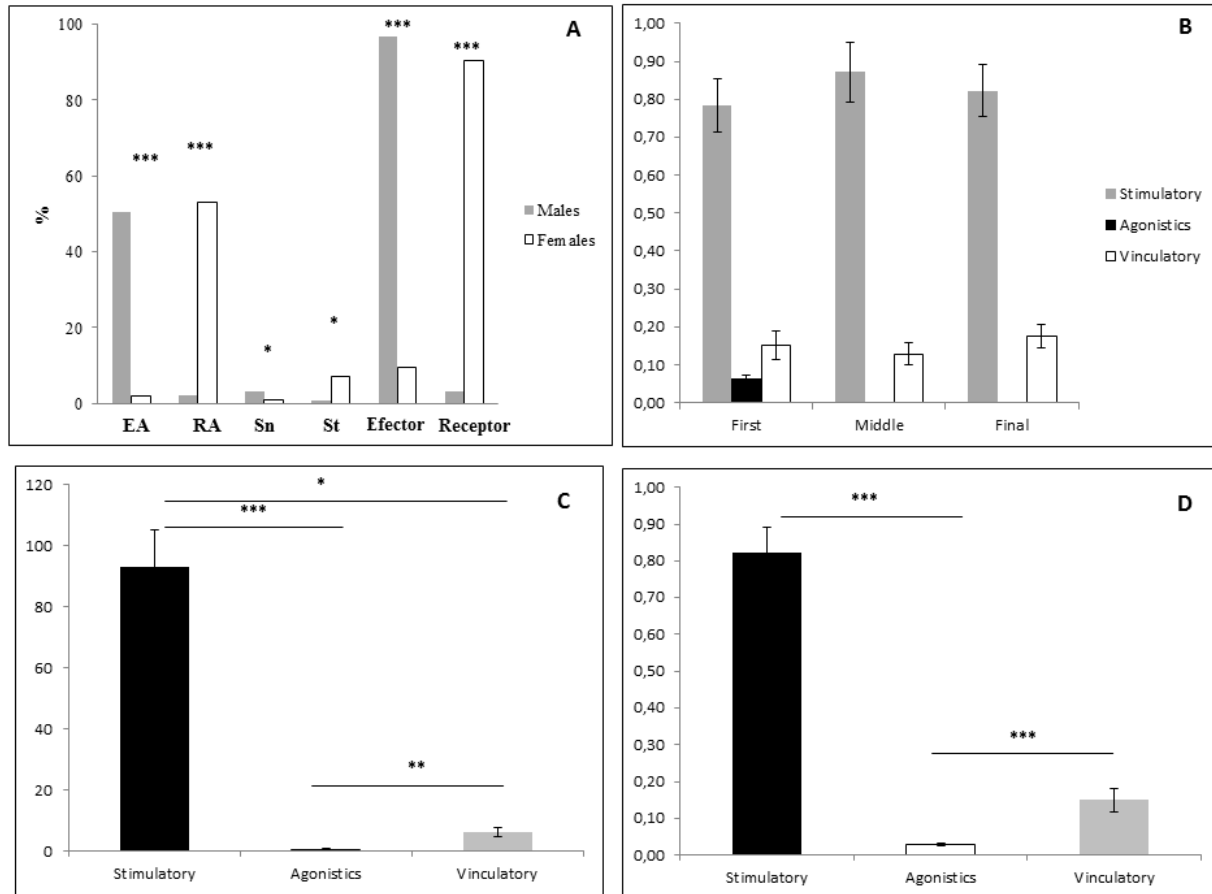 A
100
80
60
40
20
0
%
*** *** * * *** ***
EA RA Sn St Efector Receptor
Males
Females
B
1,00
0,90
0,80
0,70
0,60
0,50
0,40
0,30
0,20
0,10
0,00
First Middle Final
Stimulatory
Agonistics
Vinculatory
C
120
100
80
60
40
20
0
*
***
**
Stimulatory Agonistics Vinculatory
D
1,00
0,90
0,80
0,70
0,60
0,50
0,40
0,30
0,20
0,10
0,00
***
***
Stimulatory Agonistics Vinculatory